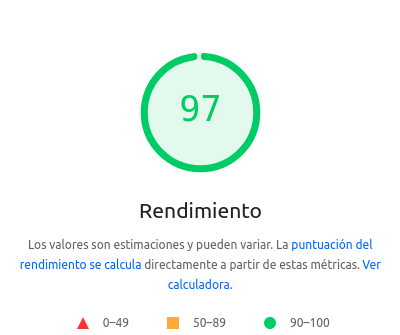 97
Rendimiento
Los valores son estimaciones y pueden variar. La puntuación del
rendimiento se calcula directamente a partir de estas métricas. Ver
calculadora.
0–49 50–89 90–100